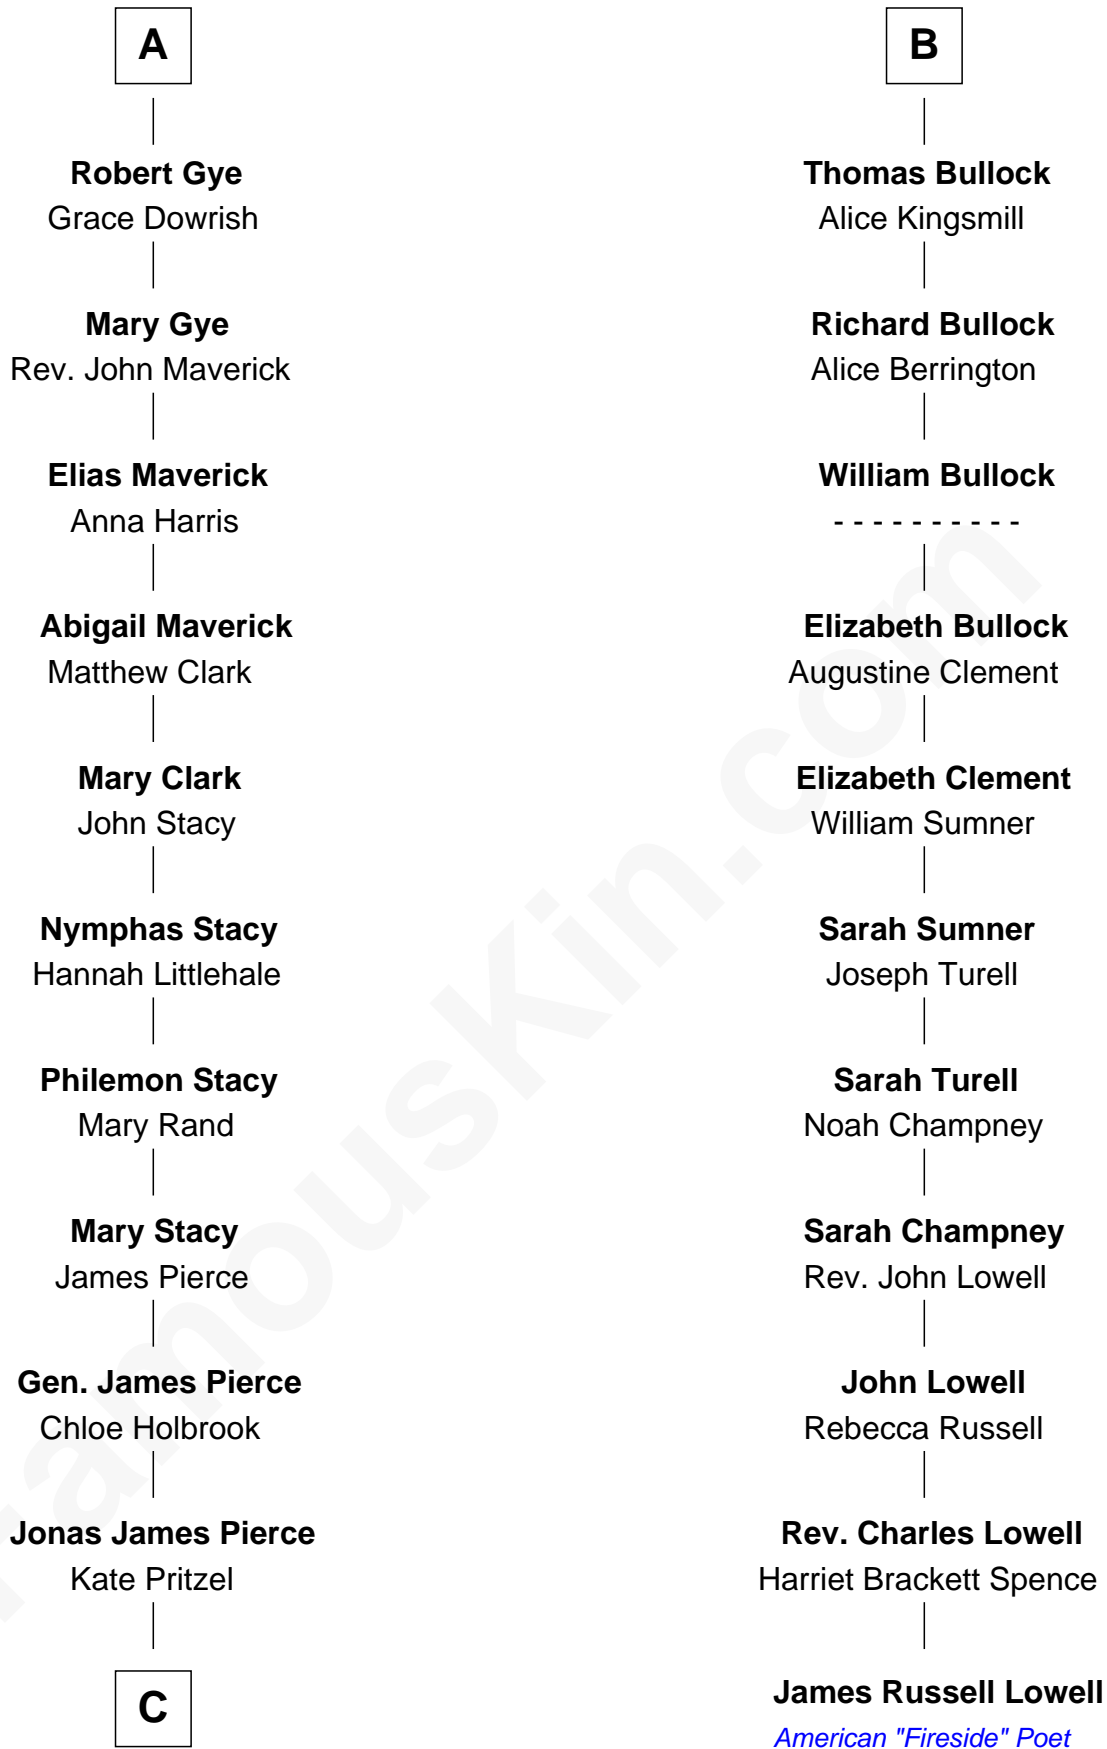 A
Robert Gye
Grace Dowrish
Mary Gye
Rev. John Maverick
Elias Maverick
Anna Harris
Abigail Maverick
Matthew Clark
Mary Clark
John Stacy
Nymphas Stacy
Hannah Littlehale
Philemon Stacy
Mary Rand
Mary Stacy
James Pierce
Gen. James Pierce
Chloe Holbrook
Jonas James Pierce
Kate Pritzel
C
B
Thomas Bullock
Alice Kingsmill
Richard Bullock
Alice Berrington
William Bullock
- - - - - - - - - -
Elizabeth Bullock
Augustine Clement
Elizabeth Clement
William Sumner
Sarah Sumner
Joseph Turell
Sarah Turell
Noah Champney
Sarah Champney
Rev. John Lowell
John Lowell
Rebecca Russell
Rev. Charles Lowell
Harriet Brackett Spence
James Russell Lowell
American "Fireside" Poet
FamousKin.com